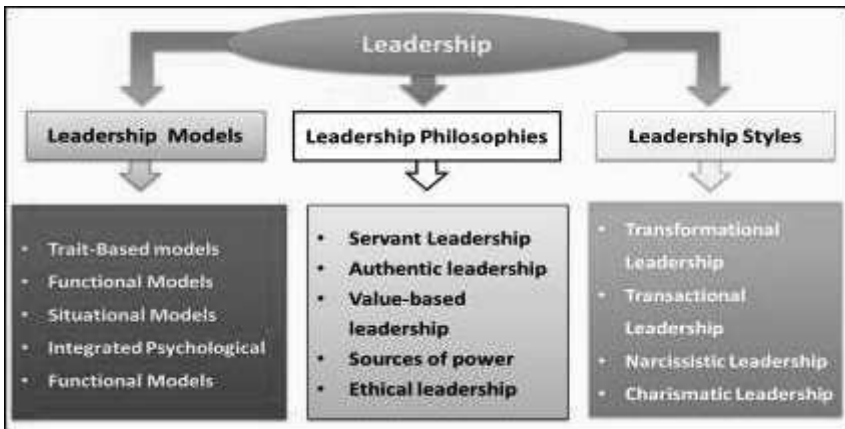 Leadership
Leadership Models
Leadership Philosophies
Leadership Styles
• Trait-Based models
• Functional Models
• Situational Models
• Integrated Psychological
• Functional Models
• Servant Leadership
• Authentic leadership
• Value-based
leadership
• Sources of power
• Ethical leadership
• Transformational
Leadership
• Transactional
Leadership
• Narcissistic Leadership
• Charismatic Leadership